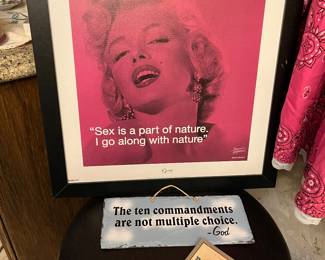 “Sex is a part of nature.
I go along with nature”
The ten commandments
are not multiple choice.
-God